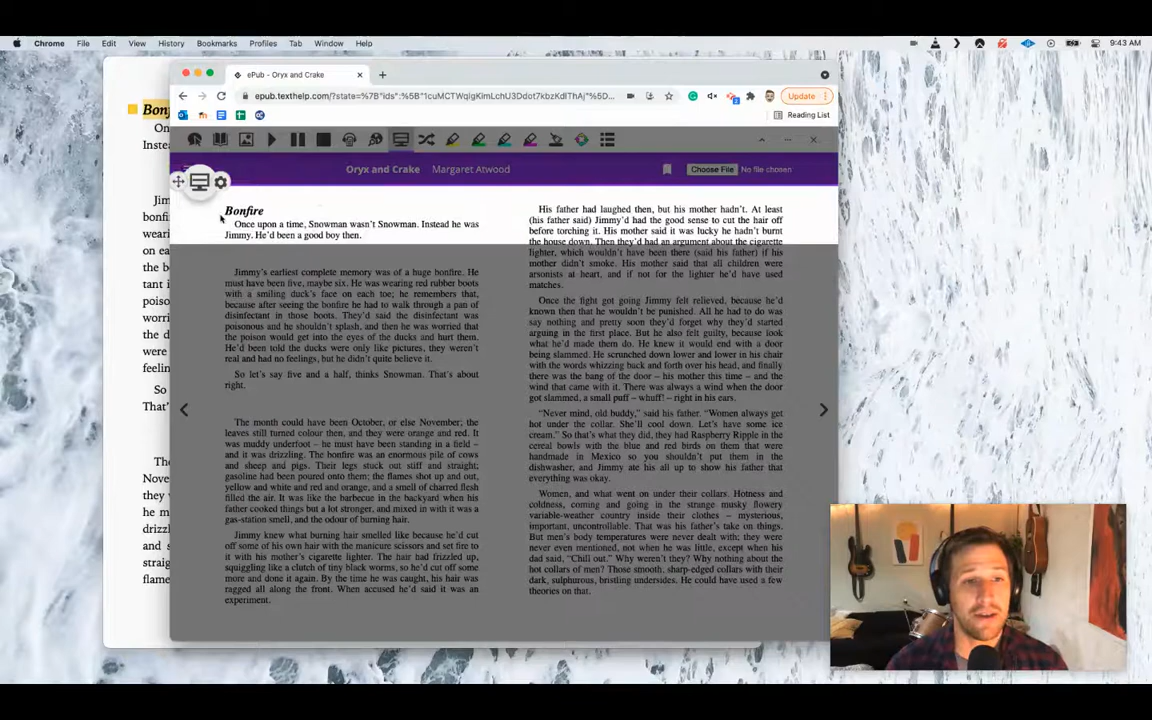 Chrome File Edit View History Bookmarks Profiles Tab Window Help 9:43 AM
ePub - Oryx and Crake
Update
Reading List
Oryx and Crake Margaret Atwood Choose File No file chosen
Bonfire
Once upon a time, Snowman wasn't Snowman. Instead he was
Jimmy. He'd been a good boy then.
Jimmy's earliest complete memory was of a huge bonfire. He
must have been five, maybe six. He was wearing red rubber boots
with a smiling duck's face on each toe; he remembers that,
because after seeing the bonfire he had to walk through a pan of
disinfectant in those boots. They'd said the disinfectant was
poisonous and he shouldn't splash, and then he was worried that
the poison would get into the eyes of the ducks and hurt them.
He'd been told the ducks were only like pictures, they weren't
real and had no feelings, but he didn't quite believe it.
So let's say five and a half, thinks Snowman. That's about
right.
The month could have been October, or else November; the
leaves still turned colour then, and they were orange and red. It
was muddy underfoot – he must have been standing in a field –
and it was drizzling. The bonfire was an enormous pile of cows
and sheep and pigs. Their legs stuck out stiff and straight;
gasoline had been poured onto them; the flames shot up and out,
yellow and white and red and orange, and a smell of charred flesh
filled the air. It was like the barbecue in the backyard when his
father cooked things but a lot stronger, and mixed in with it was a
gas-station smell, and the odour of burning hair.
Jimmy knew what burning hair smelled like because he'd cut
off some of his own hair with the manicure scissors and set fire to
it with his mother's cigarette lighter. The hair had frizzled up,
squiggling like a clutch of tiny black worms, so he'd cut off some
more and done it again. By the time he was caught, his hair was
ragged all along the front. When accused he'd said it was an
experiment.
His father had laughed then, but his mother hadn't. At least
(his father said) Jimmy'd had the good sense to cut the hair off
before torching it. His mother said it was lucky he hadn't burnt
the house down. Then they'd had an argument about the cigarette
lighter, which wouldn't have been there (said his father) if his
mother didn't smoke. His mother said that all children were
arsonists at heart, and if not for the lighter he'd have used
matches.
Once the fight got going Jimmy felt relieved, because he'd
known then that he wouldn't be punished. All he had to do was
say nothing and pretty soon they'd forget why they'd started
arguing in the first place. But he also felt guilty, because look
what he'd made them do. He knew it would end with a door
being slammed. He scrunched down lower and lower in his chair
with the words whizzing back and forth over his head, and finally
there was the bang of the door – his mother this time – and the
wind that came with it. There was always a wind when the door
got slammed, a small puff – whuff! – right in his ears.
“Never mind, old buddy,” said his father. “Women always get
hot under the collar. She'll cool down. Let's have some ice
cream.” So that's what they did, they had Raspberry Ripple in the
cereal bowls with the blue and red birds on them that were
handmade in Mexico so you shouldn't put them in the
dishwasher, and Jimmy ate his all up to show his father that
everything was okay.
Women, and what went on under their collars. Hotness and
coldness, coming and going in the strange musky flowery
variable-weather country inside their clothes – mysterious,
important, uncontrollable. That was his father's take on things.
But men's body temperatures were never dealt with; they were
never even mentioned, not when he was little, except when his
dad said, “Chill out.” Why weren't they? Why nothing about
the hot collars of men? Those smooth, sharp-edged collars with their
dark, sulphurous, bristling undersides. He could have used a few
theories on that.